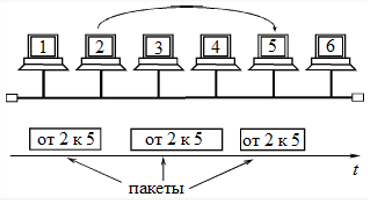 1 2 3 4 5 6
от 2 к 5 от 2 к 5 от 2 к 5
t
пакеты